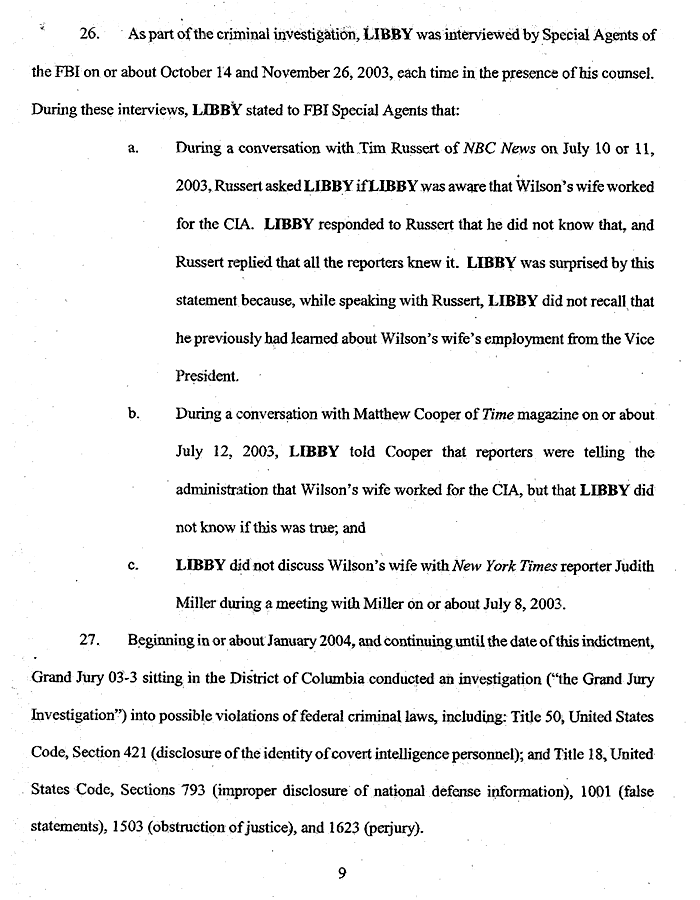 26. As part of the criminal investigation, LIBBY was interviewed by Special Agents of
the FBI on or about October 14 and November 26, 2003, each time in the presence of his counsel.
During these interviews, LIBBY stated to FBI Special Agents that:
a. During a conversation with Tim Russert of NBC News on July 10 or 11,
2003, Russert asked LIBBY if LIBBY was aware that Wilson's wife worked
for the CIA. LIBBY responded to Russert that he did not know that, and
Russert replied that all the reporters knew it. LIBBY was surprised by this
statement because, while speaking with Russert, LIBBY did not recall that
he previously had learned about Wilson's wife's employment from the Vice
President.
b. During a conversation with Matthew Cooper of Time magazine on or about
July 12, 2003, LIBBY told Cooper that reporters were telling the
administration that Wilson's wife worked for the CIA, but that LIBBY did
not know if this was true; and
c. LIBBY did not discuss Wilson's wife with New York Times reporter Judith
Miller during a meeting with Miller on or about July 8, 2003.
27. Beginning in or about January 2004, and continuing until the date of this indictment,
Grand Jury 03-3 sitting in the District of Columbia conducted an investigation ("the Grand Jury
Investigation") into possible violations of federal criminal laws, including: Title 50, United States
Code, Section 421 (disclosure of the identity of covert intelligence personnel); and Title 18, United
States Code, Sections 793 (improper disclosure of national defense information), 1001 (false
statements), 1503 (obstruction of justice), and 1623 (perjury).
9